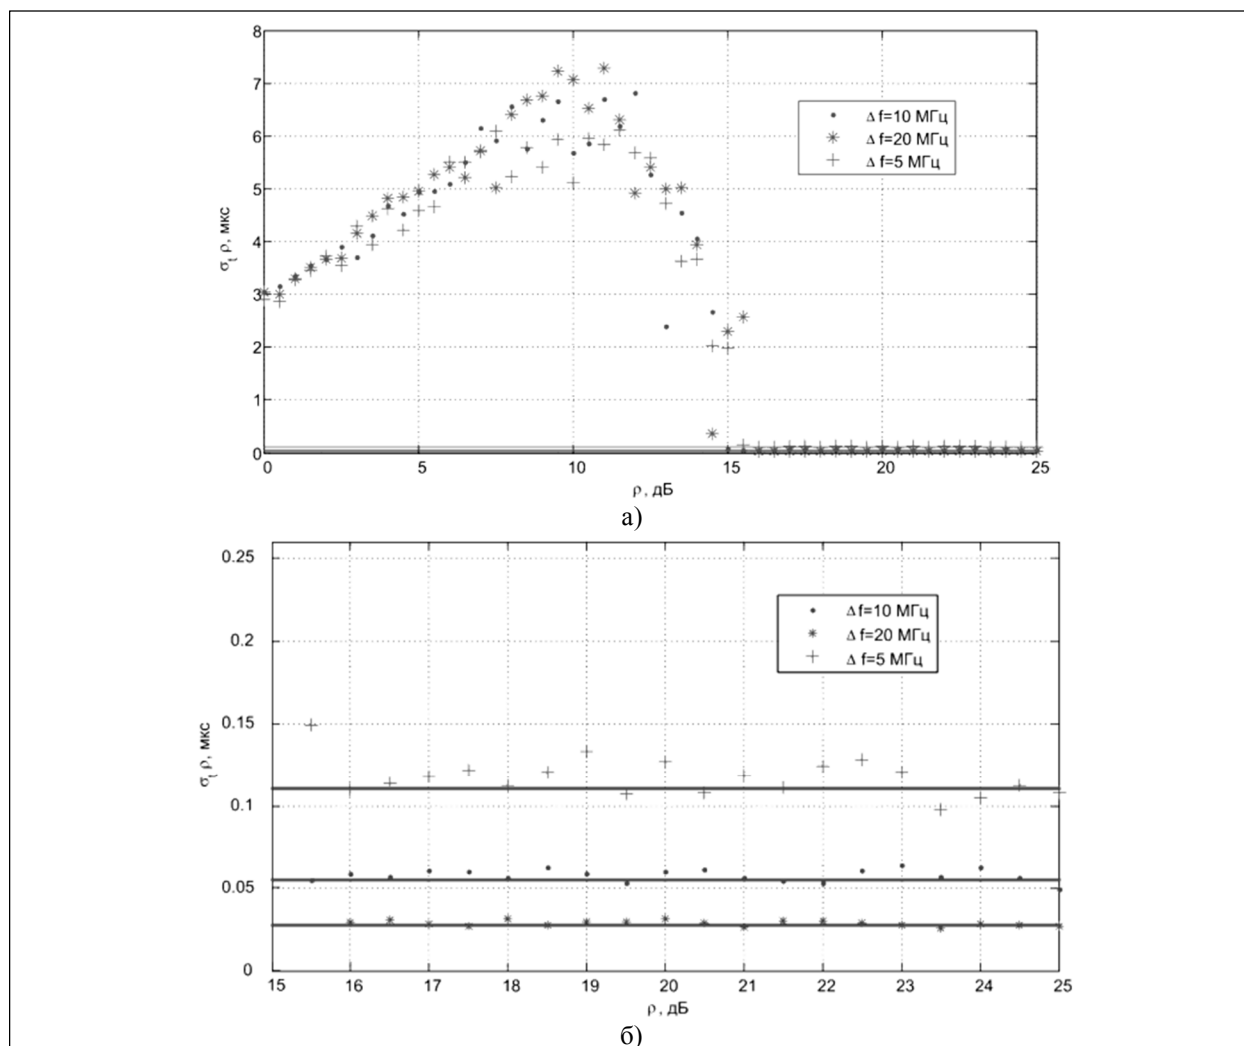 8
7
6
5
4
3
2
1
0
σt ρ, мкс
Δ f=10 МГц
Δ f=20 МГц
Δ f=5 МГц
0 5 10 15 20 25
ρ, дБ
а)
0.25
0.2
0.15
0.1
0.05
0
σt ρ, мкс
Δ f=10 МГц
Δ f=20 МГц
Δ f=5 МГц
15 16 17 18 19 20 21 22 23 24 25
ρ, дБ
б)